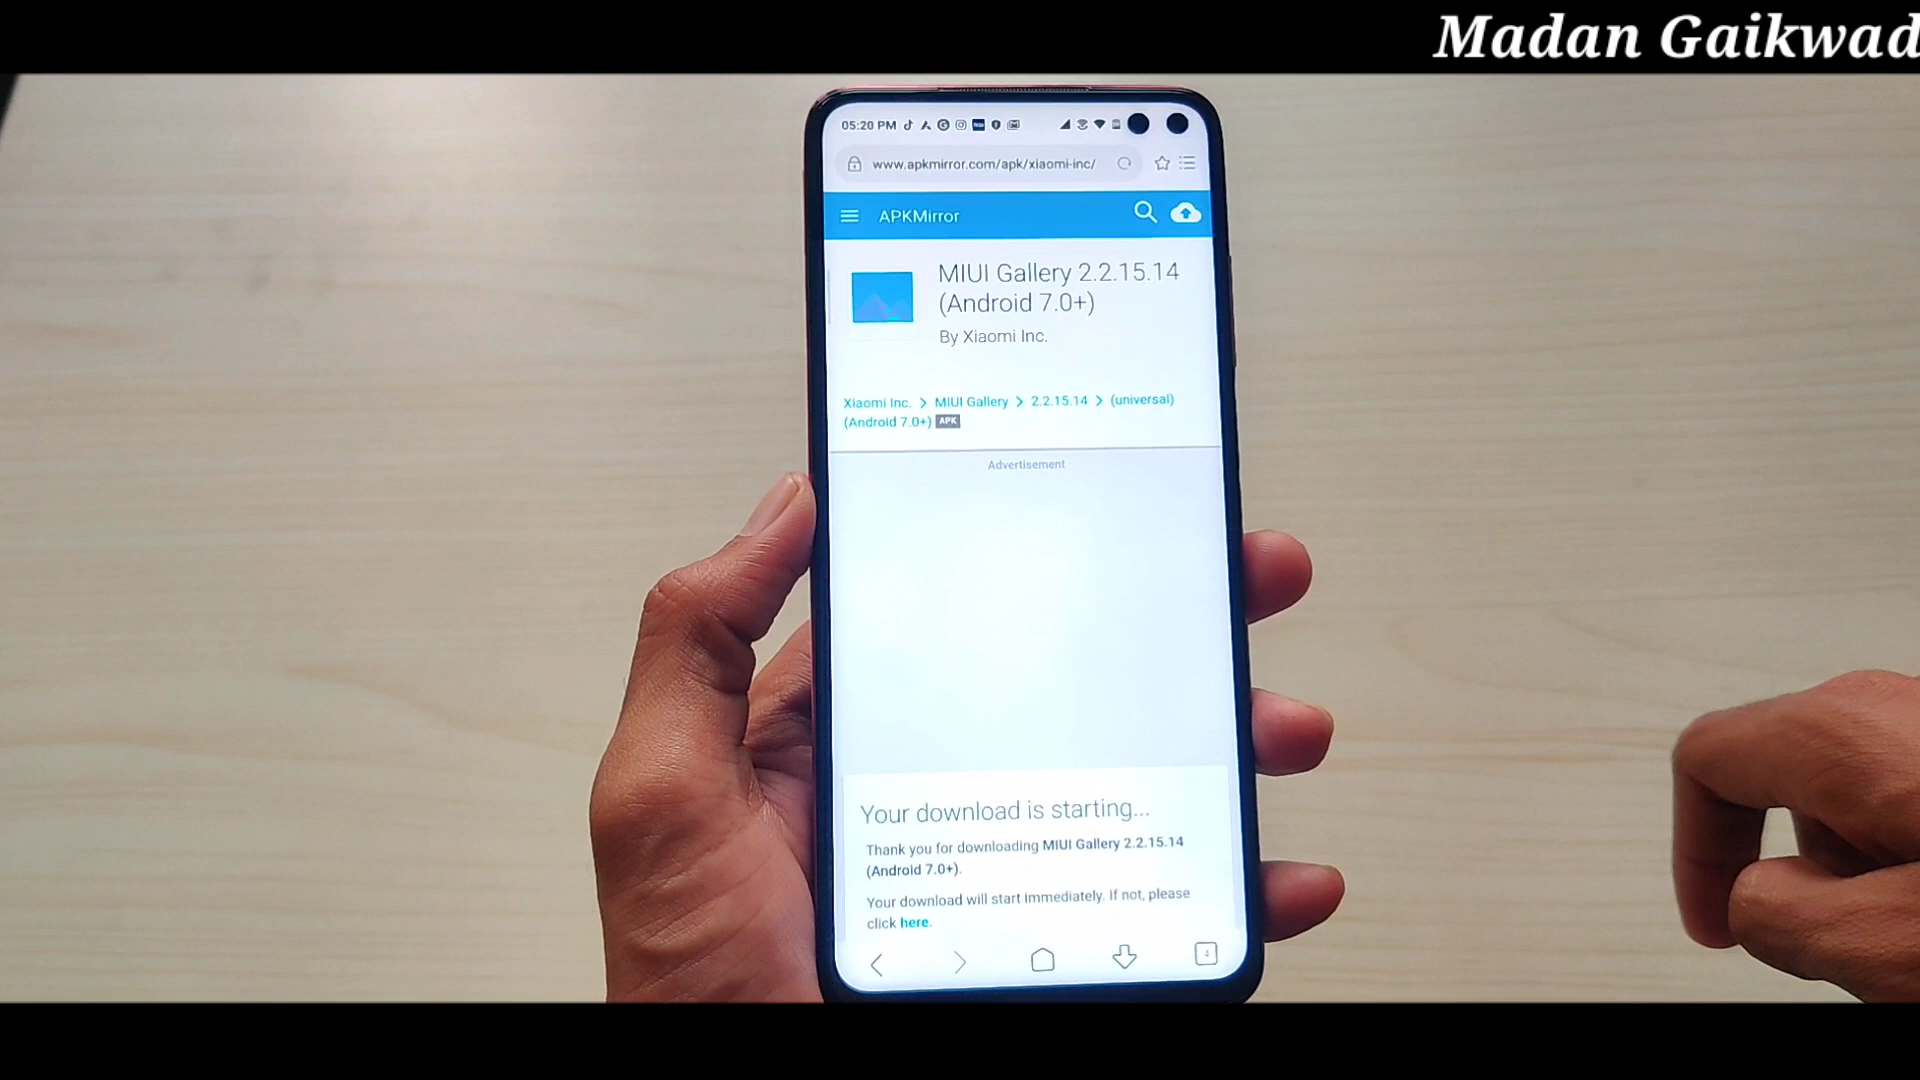 Madan Gaikwad
05:20 PM
www.apkmirror.com/apk/xiaomi-inc/
APKMirror
MIUI Gallery 2.2.15.14
(Android 7.0+)
By Xiaomi Inc.
Xiaomi Inc. > MIUI Gallery > 2.2.15.14 > (universal)
(Android 7.0+) APK
Advertisement
Your download is starting...
Thank you for downloading MIUI Gallery 2.2.15.14
(Android 7.0+).
Your download will start immediately. If not, please
click here.
4